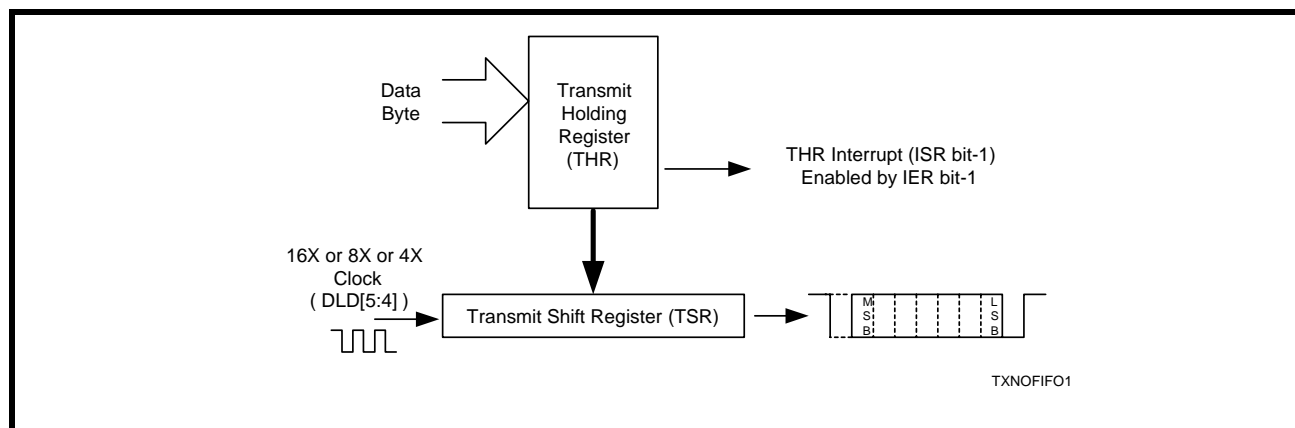 Data
Byte
Transmit
Holding
Register
(THR)
THR Interrupt (ISR bit-1)
Enabled by IER bit-1
16X or 8X or 4X
Clock
( DLD[5:4] )
Transmit Shift Register (TSR)
M
S
B
L
S
B
TXNOFIFO1